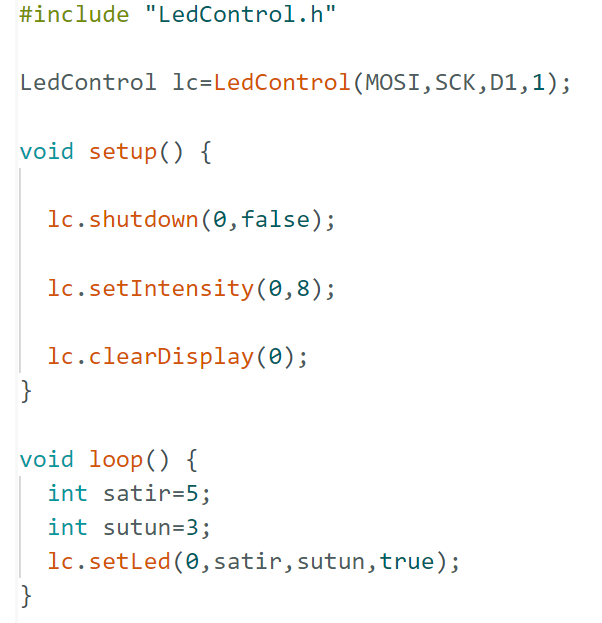 #include "LedControl.h"
LedControl lc=LedControl(MOSI,SCK,D1,1);
void setup() {
lc.shutdown(0,false);
lc.setIntensity(0,8);
lc.clearDisplay(0);
}
void loop() {
int satir=5;
int sutun=3;
lc.setLed(0,satir,sutun,true);
}